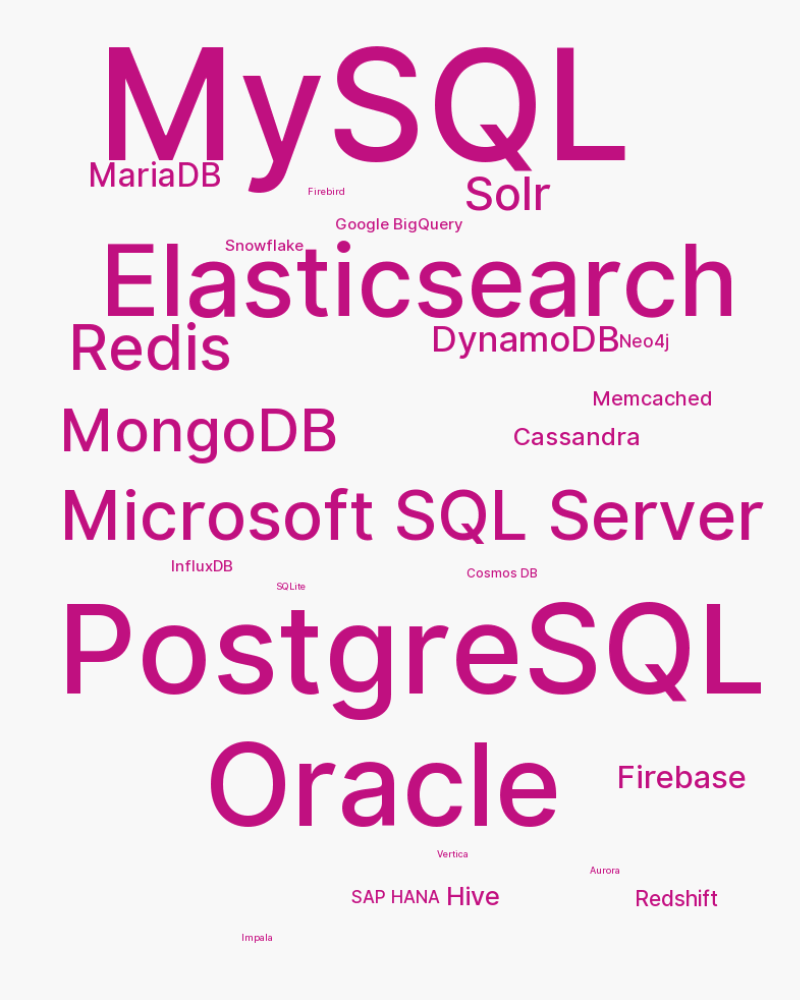 MySQL
MariaDB
Firebird
Solr
Google BigQuery
Snowflake
Elasticsearch
Redis
DynamoDB
Neo4j
Memcached
MongoDB
Cassandra
Microsoft SQL Server
InfluxDB
Cosmos DB
SQLite
PostgreSQL
Oracle
Firebase
Vertica
Aurora
SAP HANA
Hive
Redshift
Impala